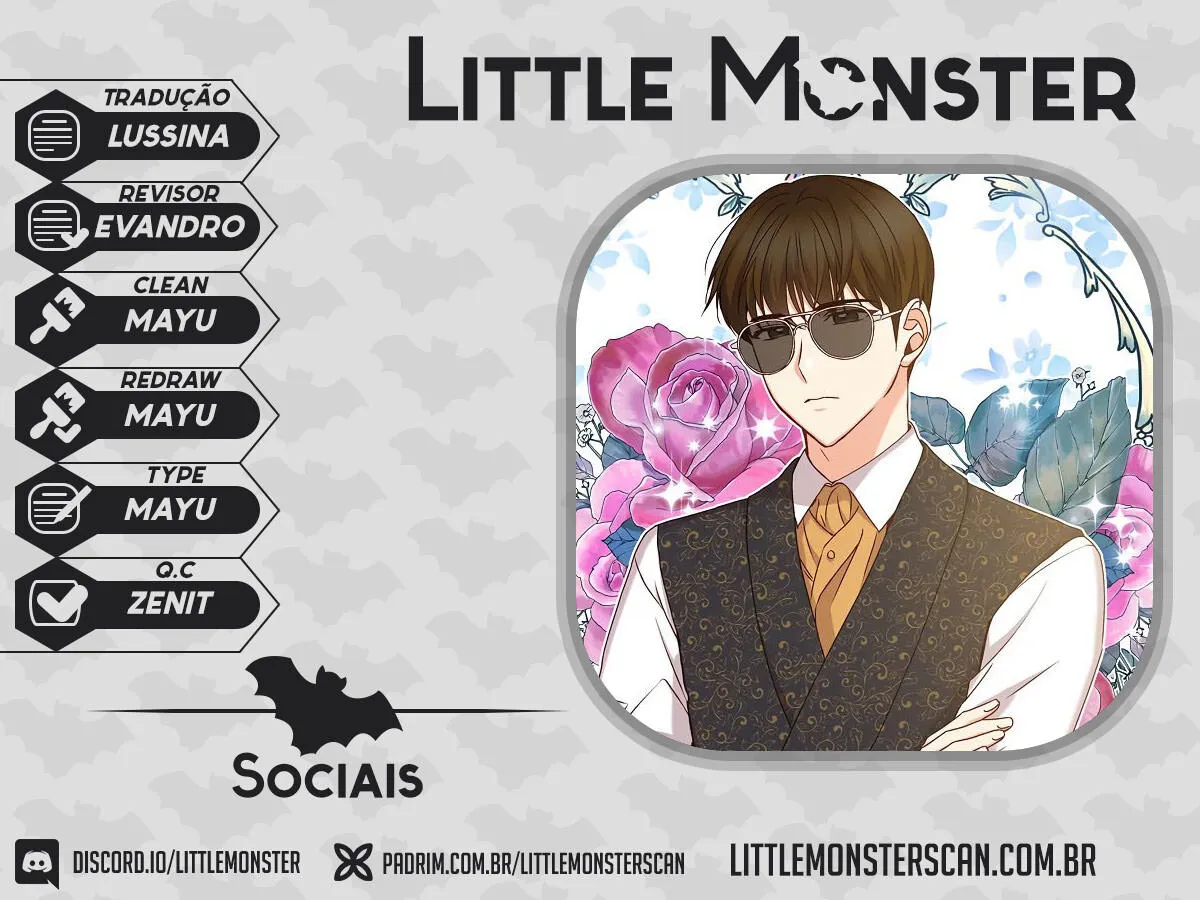 LITTLE MONSTER
TRADUÇÃO
LUSSINA
REVISOR
EVANDRO
CLEAN
MAYU
REDRAW
MAYU
TYPE
MAYU
Q.C
ZENIT
SOCIAIS
DISCORD.IO/LITTLEMONSTER
PADRIM.COM.BR/LITTLEMONSTERSCAN
LITTLEMONSTERSCAN.COM.BR